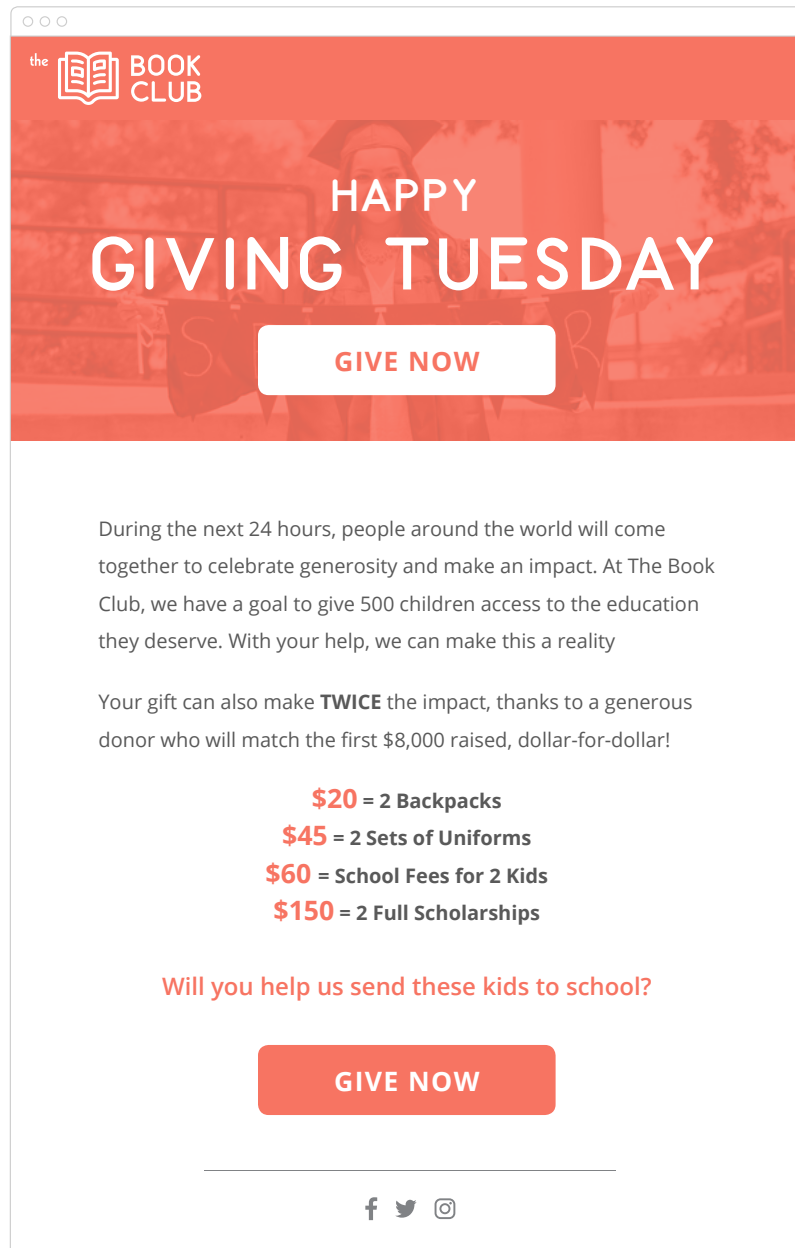 the
BOOK
CLUB
HAPPY
GIVING TUESDAY
GIVE NOW
During the next 24 hours, people around the world will come
together to celebrate generosity and make an impact. At The Book
Club, we have a goal to give 500 children access to the education
they deserve. With your help, we can make this a reality
Your gift can also make TWICE the impact, thanks to a generous
donor who will match the first $8,000 raised, dollar-for-dollar!
$20 = 2 Backpacks
$45 = 2 Sets of Uniforms
$60 = School Fees for 2 Kids
$150 = 2 Full Scholarships
Will you help us send these kids to school?
GIVE NOW